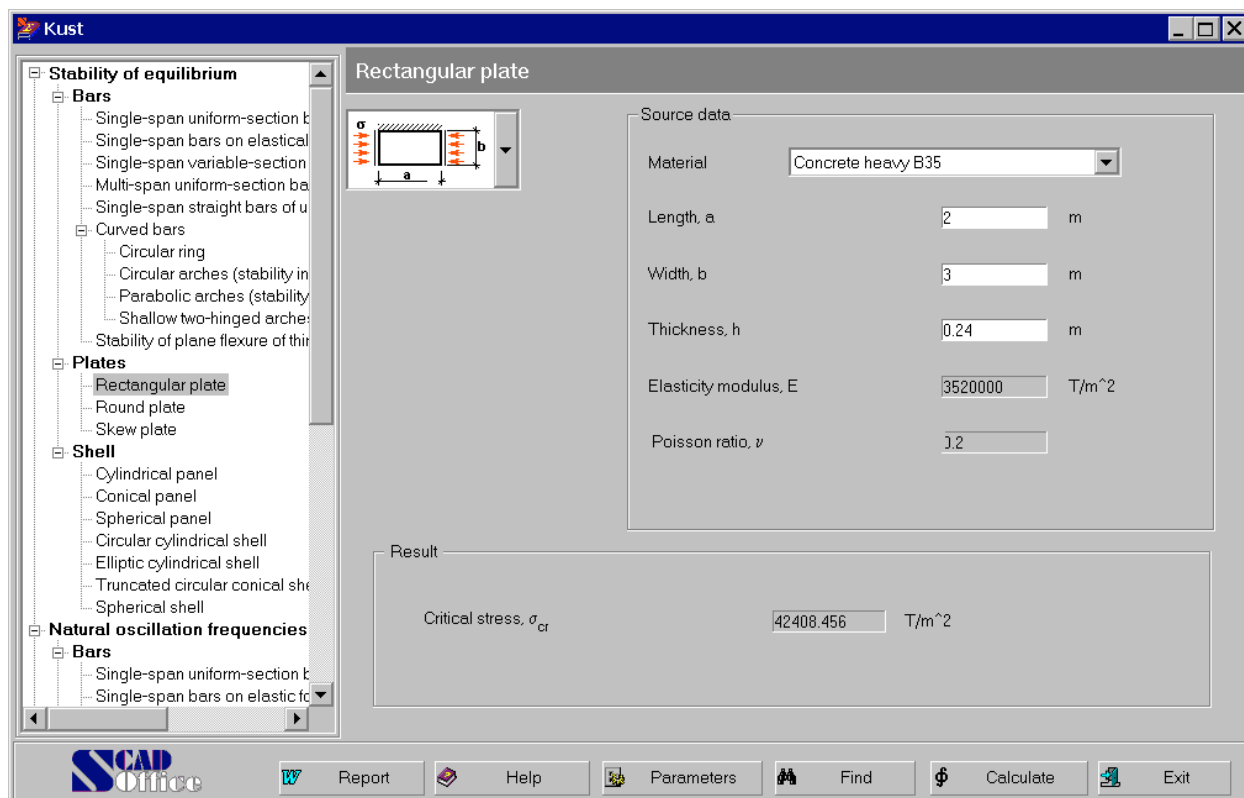 Kust
Stability of equilibrium
Bars
Single-span uniform-section b
Single-span bars on elastical
Single-span variable-section
Multi-span uniform-section ba
Single-span straight bars of u
Curved bars
Circular ring
Circular arches (stability in
Parabolic arches (stability
Shallow two-hinged arche
Stability of plane flexure of thin
Plates
Rectangular plate
Round plate
Skew plate
Shell
Cylindrical panel
Conical panel
Spherical panel
Circular cylindrical shell
Elliptic cylindrical shell
Truncated circular conical she
Spherical shell
Natural oscillation frequencies
Bars
Single-span uniform-section b
Single-span bars on elastic fo
Rectangular plate
σ
b
a
Source data
Material Concrete heavy B35
Length, a 2 m
Width, b 3 m
Thickness, h 0.24 m
Elasticity modulus, E 3520000 T/m^2
Poisson ratio, ν 0.2
Result
Critical stress, σcr 42408.456 T/m^2
SCAD
Office
Report Help Parameters Find Calculate Exit